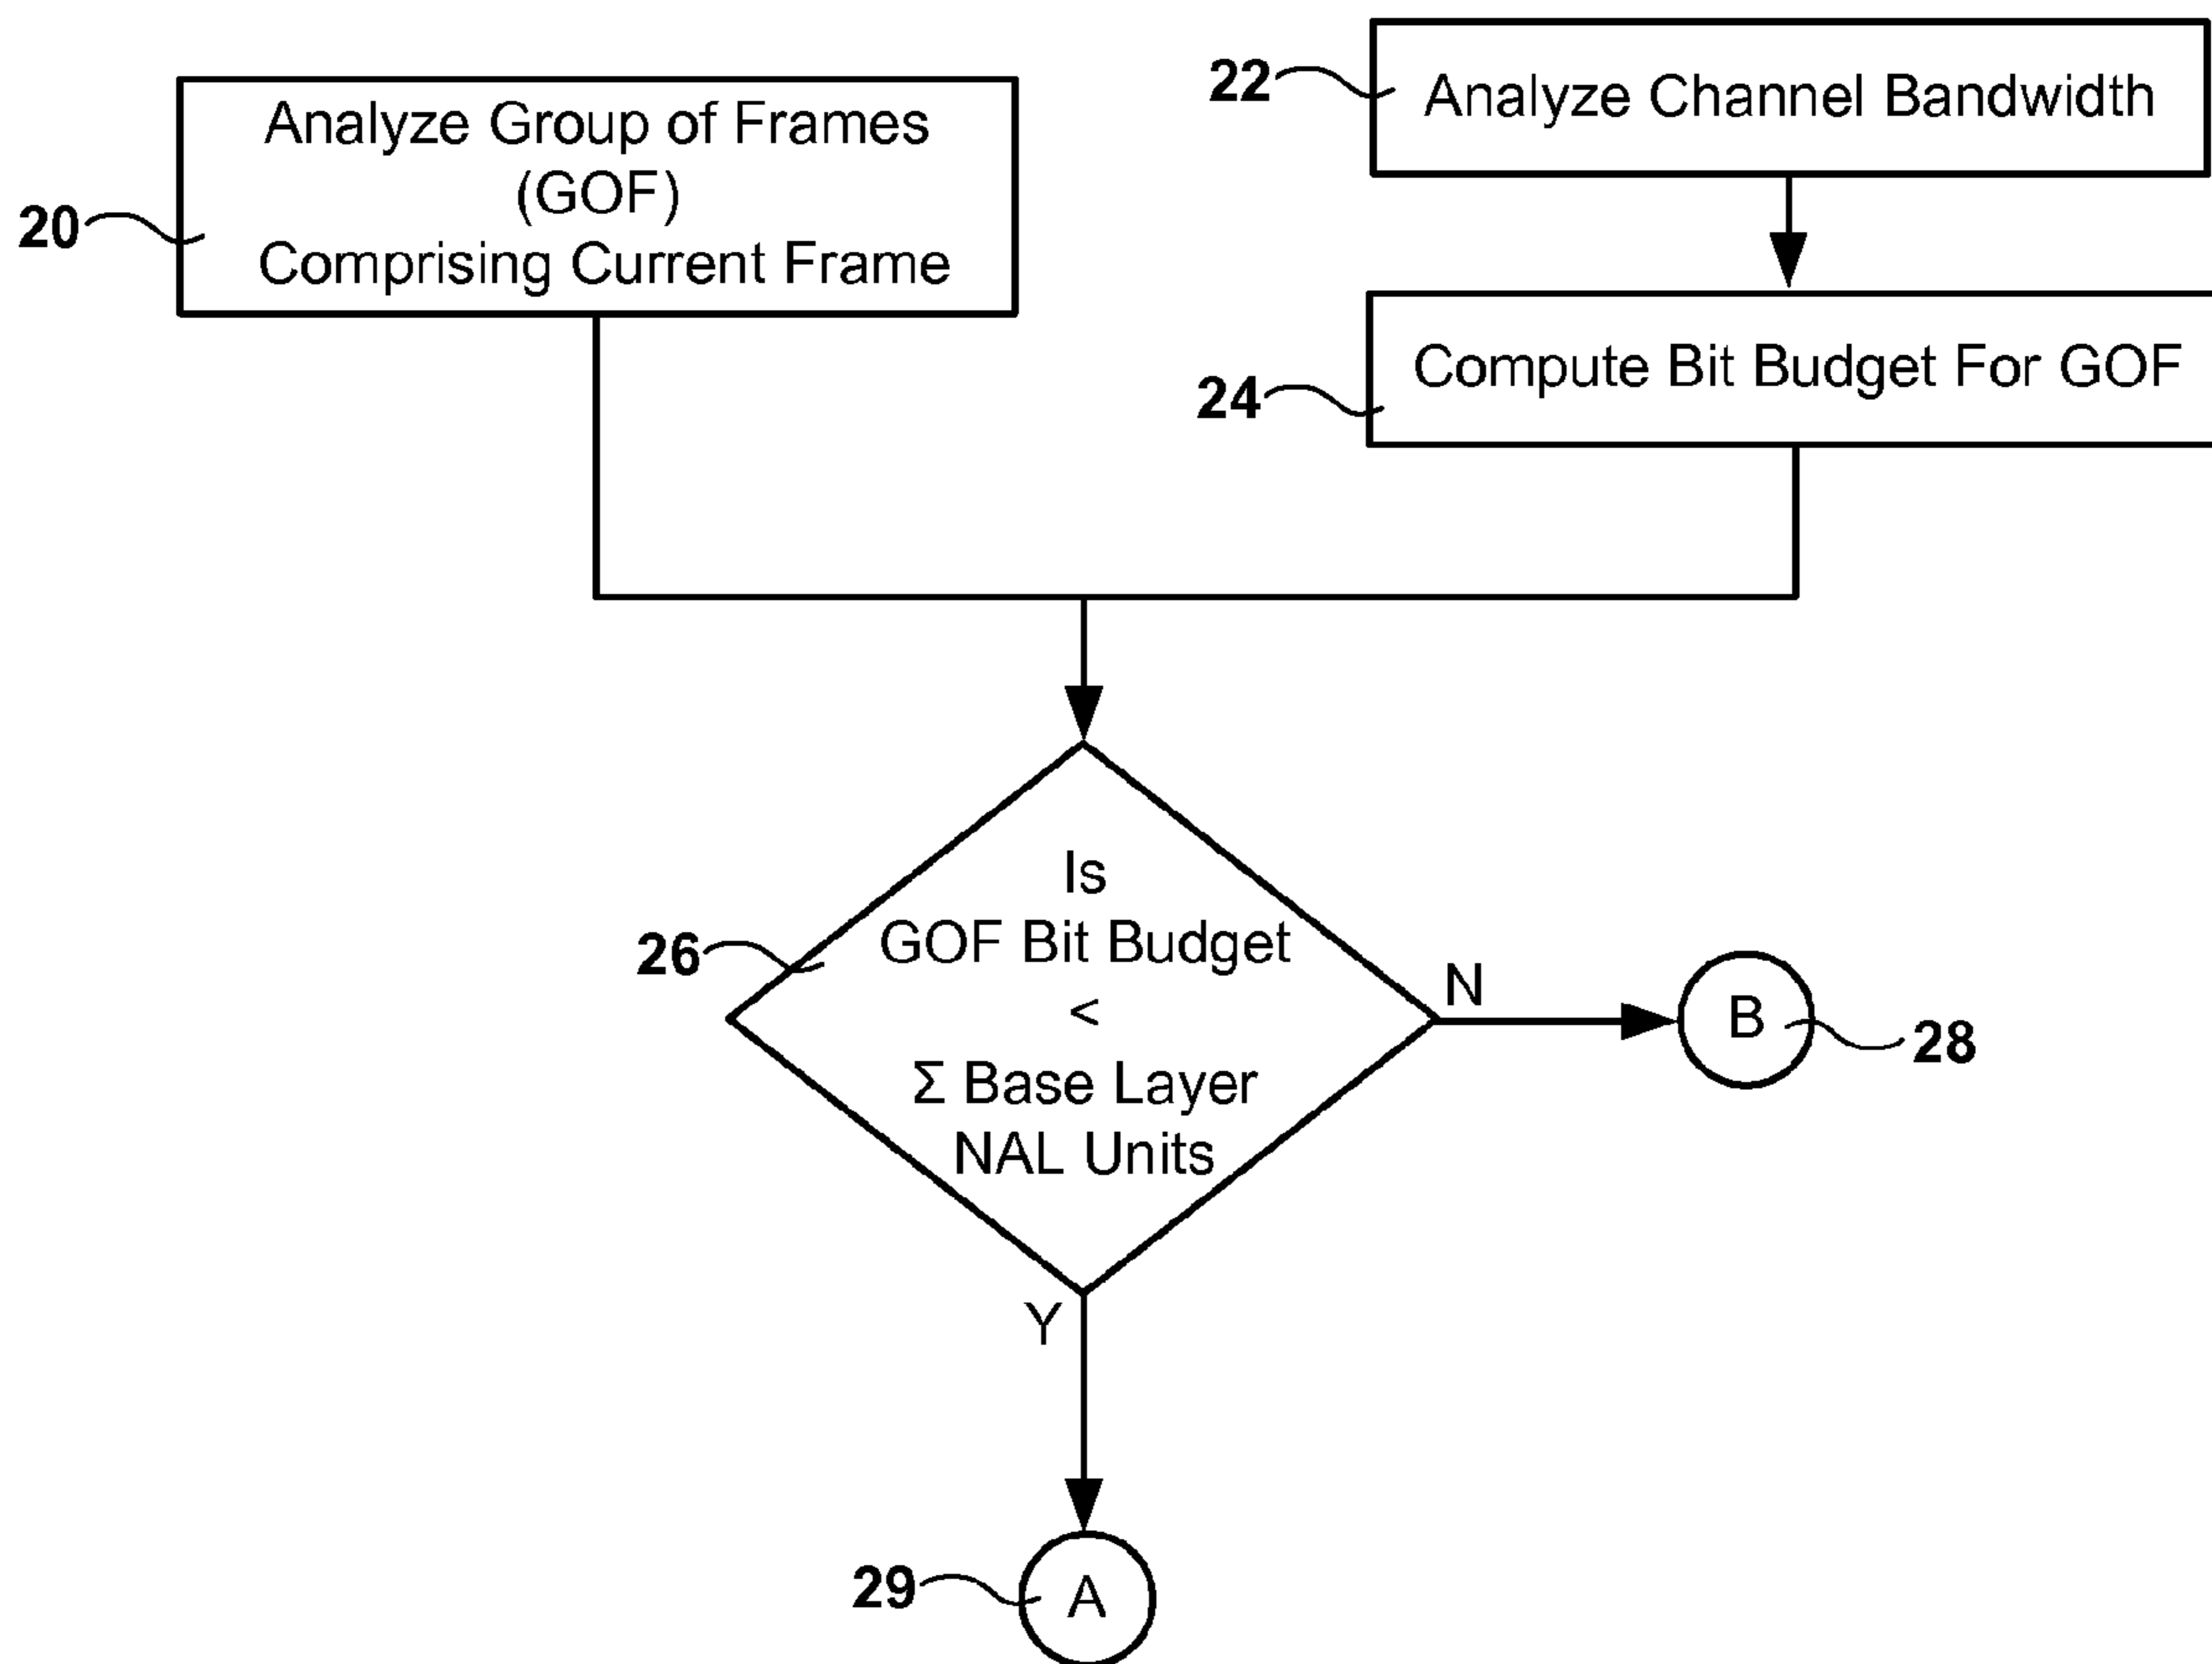 20
Analyze Group of Frames
(GOF)
Comprising Current Frame
22
Analyze Channel Bandwidth
24
Compute Bit Budget For GOF
26
Is
GOF Bit Budget
<
Σ Base Layer
NAL Units
N
B
28
Y
29
A